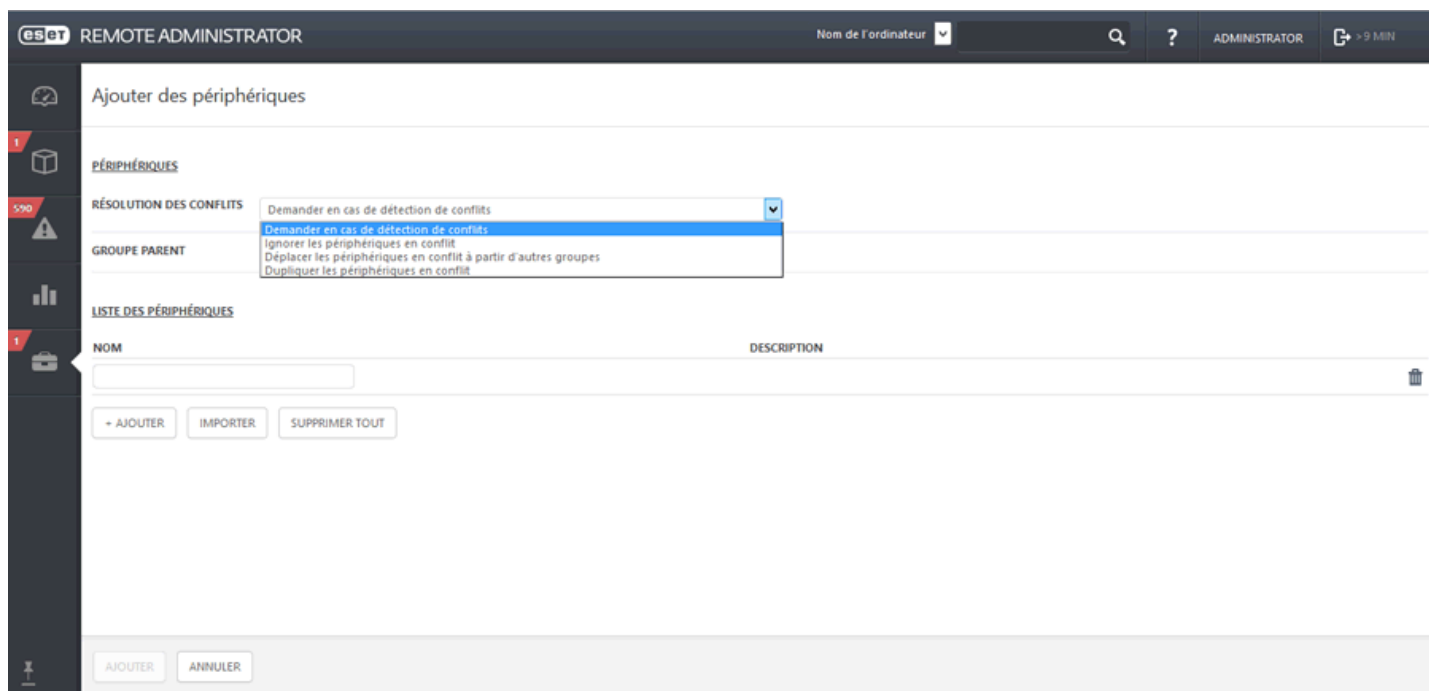 eset REMOTE ADMINISTRATOR Nom de l'ordinateur ? ADMINISTRATOR >9 MIN
Ajouter des périphériques
1
PÉRIPHÉRIQUES
590
RÉSOLUTION DES CONFLITS Demander en cas de détection de conflits
Demander en cas de détection de conflits
Ignorer les périphériques en conflit
GROUPE PARENT
Déplacer les périphériques en conflit à partir d'autres groupes
Dupliquer les périphériques en conflit
LISTE DES PÉRIPHÉRIQUES
1
NOM DESCRIPTION
+ AJOUTER IMPORTER SUPPRIMER TOUT
AJOUTER ANNULER